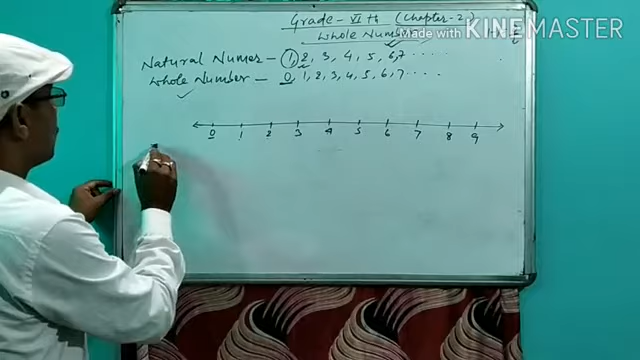 Grade - VI th (Chapter-2)
Whole Number
Made with KINEMASTER
Natural Numer - 1, 2, 3, 4, 5, 6, 7 ....
Whole Number - 0, 1, 2, 3, 4, 5, 6, 7 ....
0 1 2 3 4 5 6 7 8 9